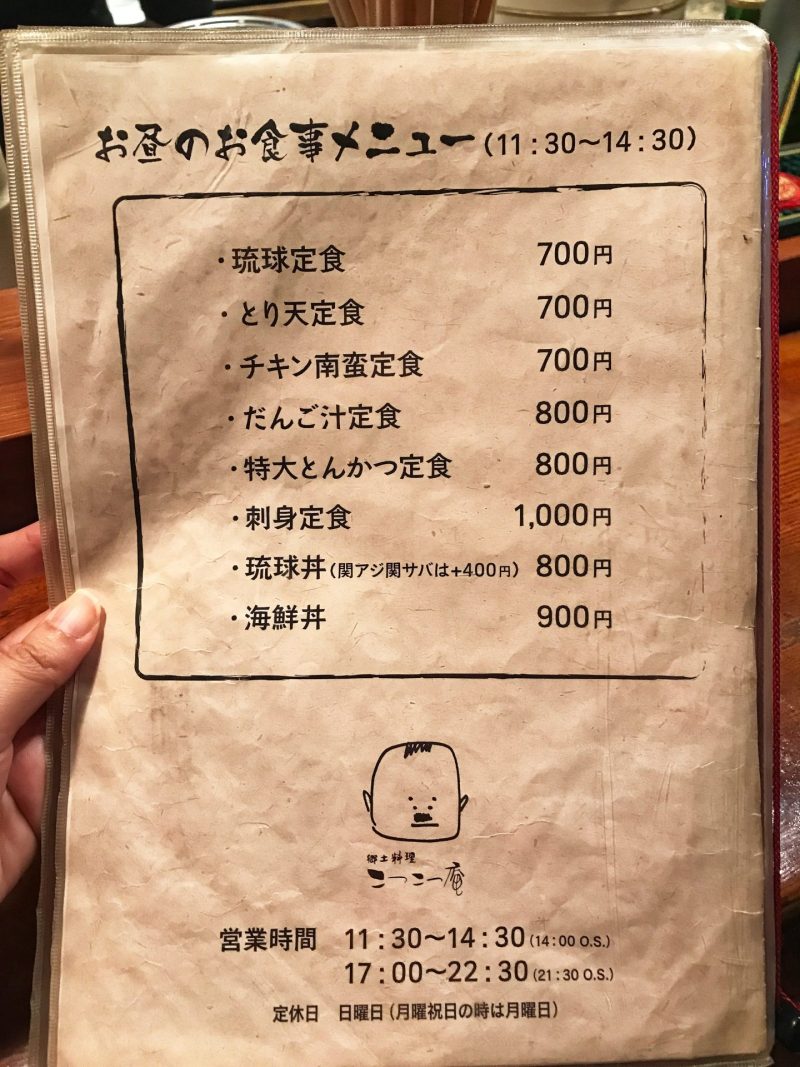 お昼のお食事メニュー(11:30〜14:30)
・琉球定食 700円
・とり天定食 700円
・チキン南蛮定食 700円
・だんご汁定食 800円
・特大とんかつ定食 800円
・刺身定食 1,000円
・琉球丼(関アジ関サバは+400円) 800円
・海鮮丼 900円
郷土料理
こつこつ庵
営業時間 11:30〜14:30(14:00 O.S.)
17:00〜22:30(21:30 O.S.)
定休日 日曜日(月曜祝日の時は月曜日)